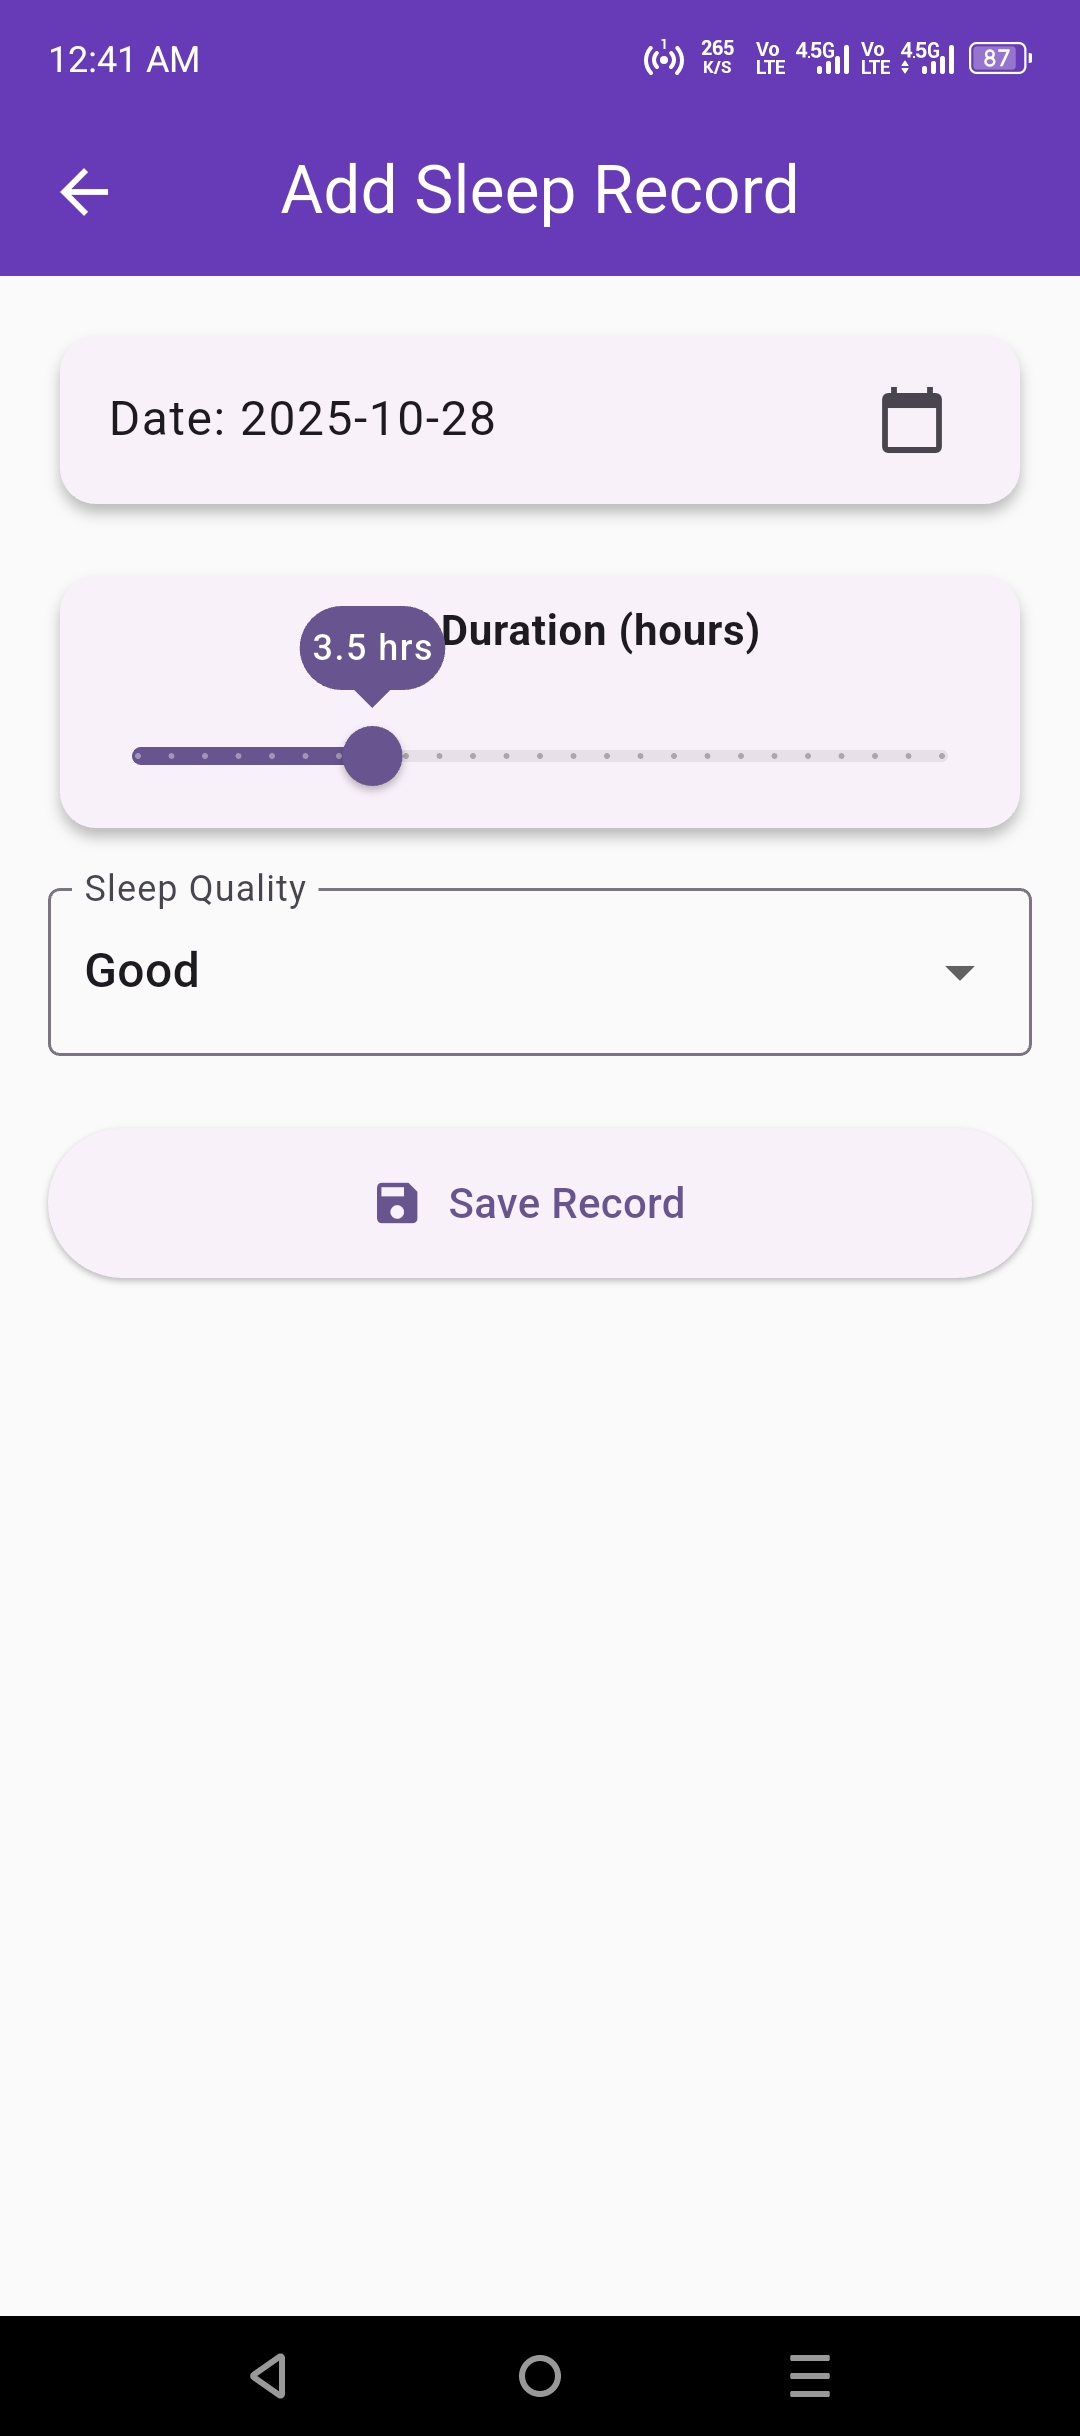 12:41 AM 1 265 K/S Vo LTE 4.5G Vo LTE 4.5G 87
Add Sleep Record
Date: 2025-10-28
Duration (hours)
3.5 hrs
Sleep Quality
Good
Save Record